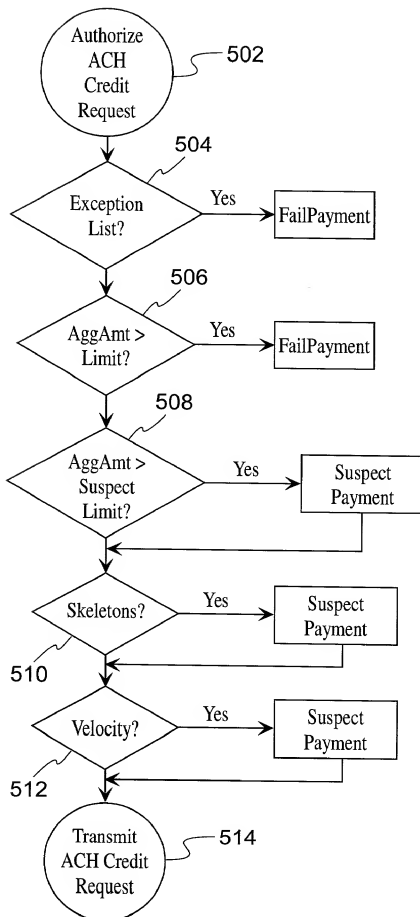 Authorize
ACH
Credit
Request
502
504
Exception
List?
Yes
FailPayment
506
AggAmt >
Limit?
Yes
FailPayment
508
AggAmt >
Suspect
Limit?
Yes
Suspect
Payment
Skeletons?
Yes
Suspect
Payment
510
Velocity?
Yes
Suspect
Payment
512
Transmit
ACH Credit
Request
514